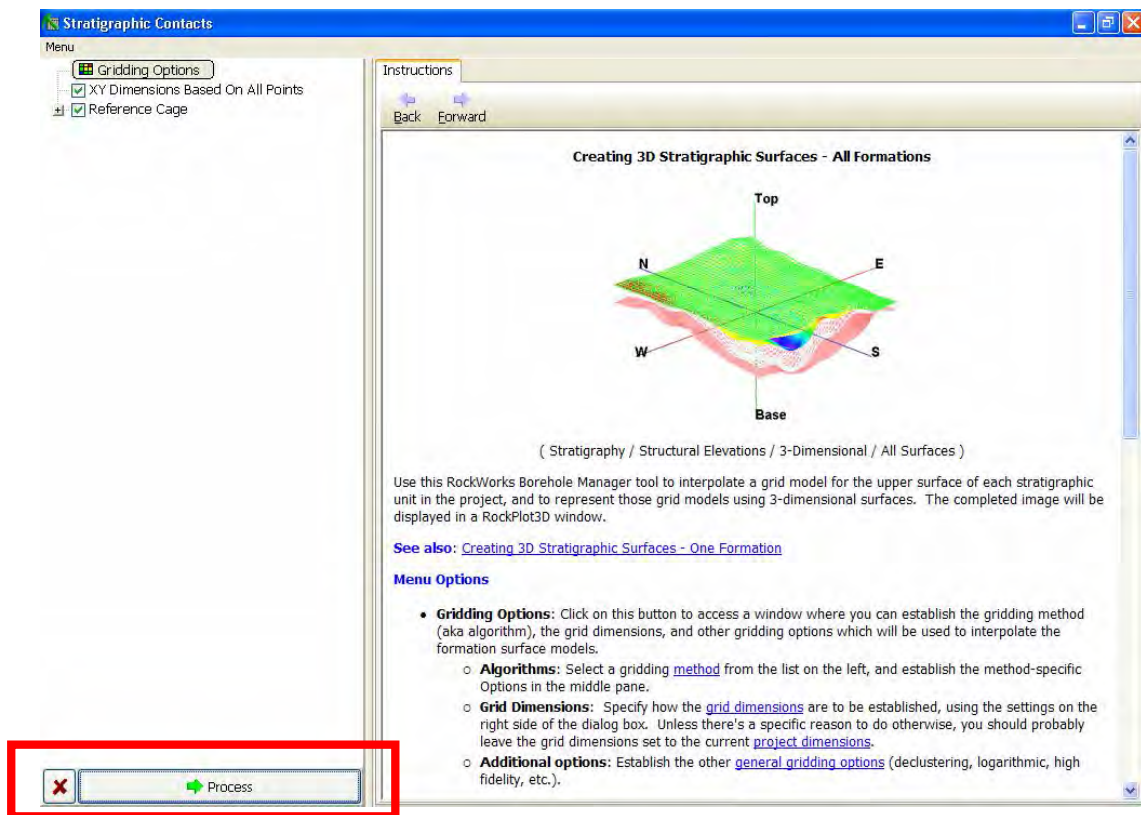 Stratigraphic Contacts
Menu
Gridding Options
XY Dimensions Based On All Points
Reference Cage
Process
Instructions
Back Forward
Creating 3D Stratigraphic Surfaces - All Formations
Top
N
E
W
S
Base
( Stratigraphy / Structural Elevations / 3-Dimensional / All Surfaces )
Use this RockWorks Borehole Manager tool to interpolate a grid model for the upper surface of each stratigraphic
unit in the project, and to represent those grid models using 3-dimensional surfaces. The completed image will be
displayed in a RockPlot3D window.
See also: Creating 3D Stratigraphic Surfaces - One Formation
Menu Options
• Gridding Options: Click on this button to access a window where you can establish the gridding method
(aka algorithm), the grid dimensions, and other gridding options which will be used to interpolate the
formation surface models.
○ Algorithms: Select a gridding method from the list on the left, and establish the method-specific
Options in the middle pane.
○ Grid Dimensions: Specify how the grid dimensions are to be established, using the settings on the
right side of the dialog box. Unless there's a specific reason to do otherwise, you should probably
leave the grid dimensions set to the current project dimensions.
○ Additional options: Establish the other general gridding options (declustering, logarithmic, high
fidelity, etc.).